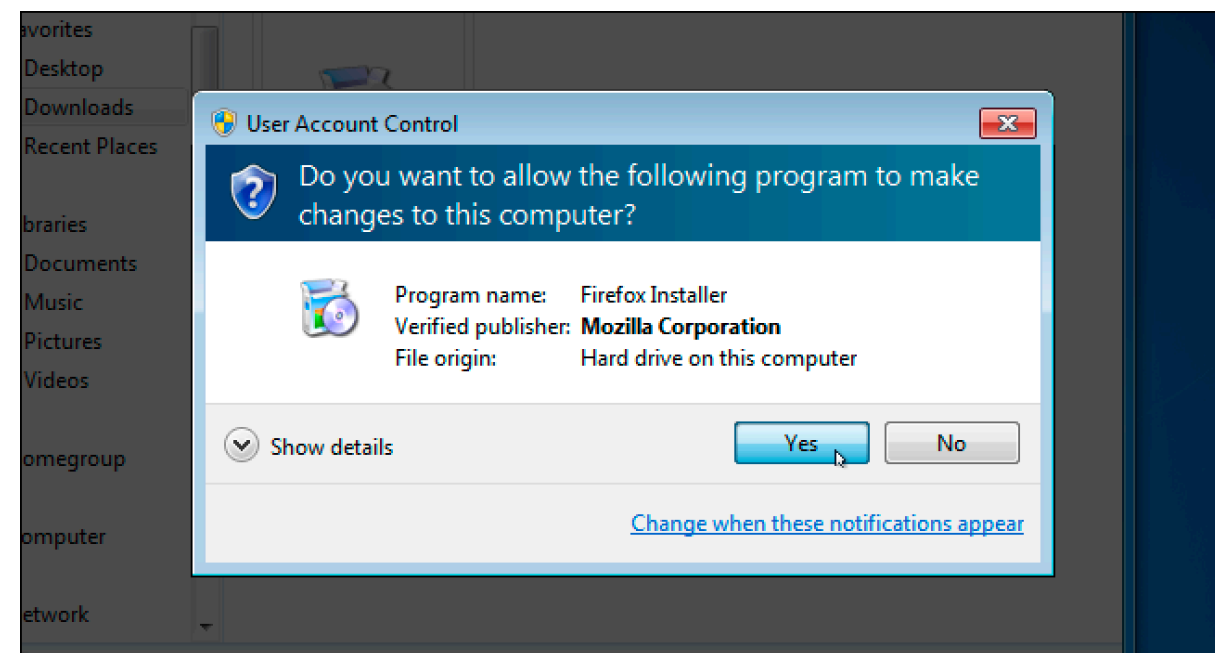 avorites
Desktop
Downloads
Recent Places
braries
Documents
Music
Pictures
Videos
omegroup
omputer
etwork
User Account Control
Do you want to allow the following program to make
changes to this computer?
Program name: Firefox Installer
Verified publisher: Mozilla Corporation
File origin: Hard drive on this computer
Show details
Yes
No
Change when these notifications appear